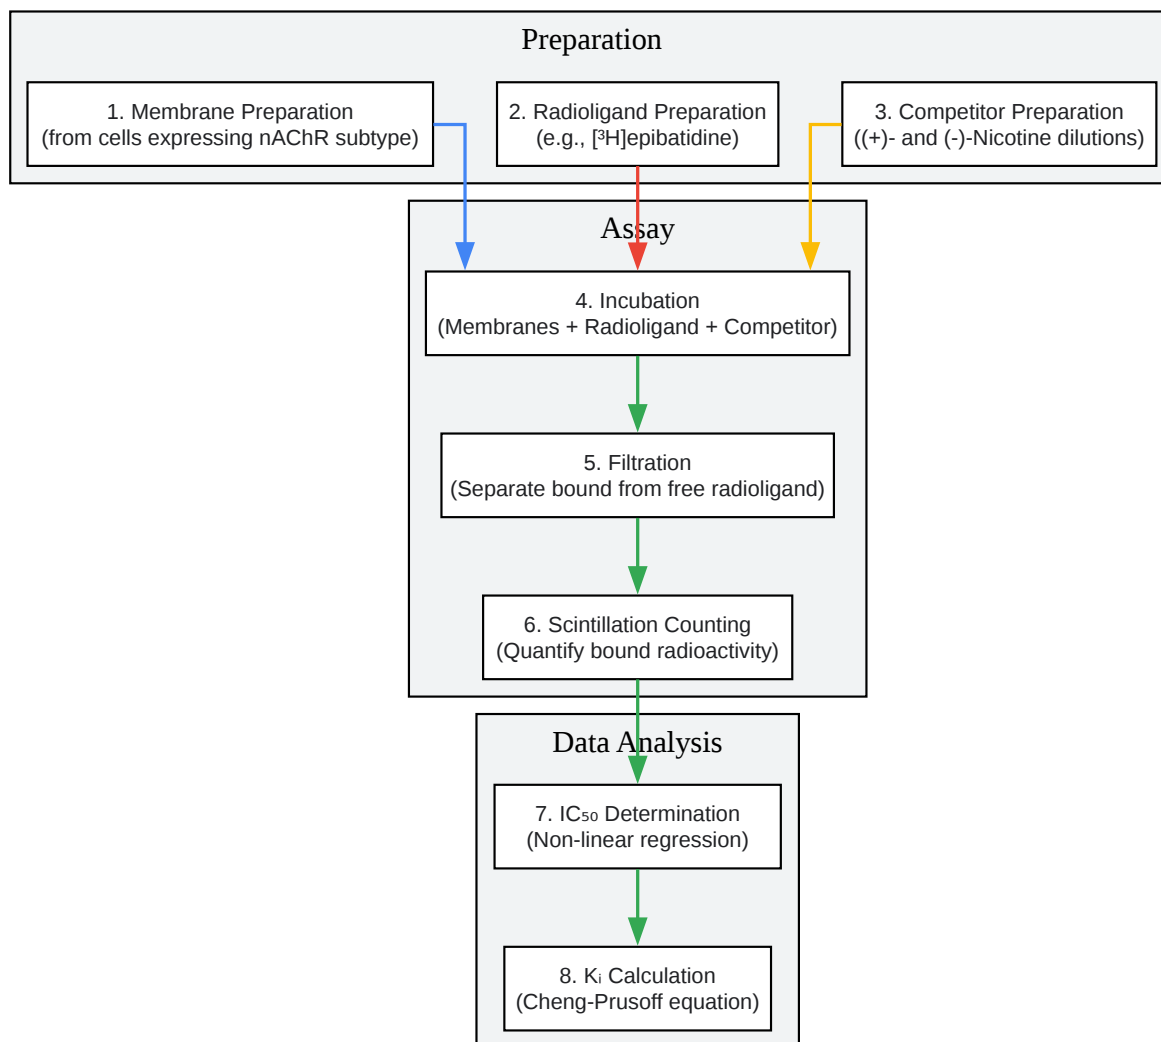 Preparation
1. Membrane Preparation
(from cells expressing nAChR subtype)
2. Radioligand Preparation
(e.g., [³H]epibatidine)
3. Competitor Preparation
((+)- and (-)-Nicotine dilutions)
Assay
4. Incubation
(Membranes + Radioligand + Competitor)
5. Filtration
(Separate bound from free radioligand)
6. Scintillation Counting
(Quantify bound radioactivity)
Data Analysis
7. IC₅₀ Determination
(Non-linear regression)
8. Kᵢ Calculation
(Cheng-Prusoff equation)